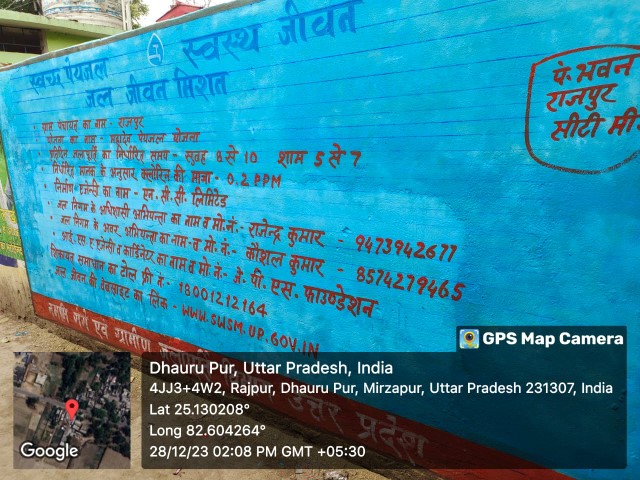 स्वच्छ पेयजल स्वस्थ जीवन
जल जीवन मिशन
• ग्राम पंचायत का नाम - राजपुर
• योजना का नाम - महादेव पेयजल योजना
• प्रतिदिन जलापूर्ति का निर्धारित समय - सुबह 8 से 10 शाम 5 से 7
• निर्धारित मानक के अनुसार क्लोरिन की मात्रा - 0.2 PPM
• निर्माण एजेन्सी का नाम - एन.सी.सी. लिमिटेड
• जल निगम के अधिशासी अभियन्ता का नाम व मो.नं.- राजेन्द्र कुमार - 9473942677
• जल निगम के अवर अभियन्ता का नाम-व मो.नं.- कौशल कुमार - 8574279465
• आई.एस ए एजेन्सी व कार्डिनेटर का नाम व मो नं- जे.पी.एस. फाउण्डेशन
शिकायत समाधान का टोल फ्री नं - 18001212164
जल जीवन की वेबसाइट का लिंक - WWW.SWSM.UP.GOV.IN
नमामि गंगे एवं ग्रामीण उत्तर प्रदेश
पं. भवन
राजपुर
सीटी
GPS Map Camera
Dhauru Pur, Uttar Pradesh, India
4JJ3+4W2, Rajpur, Dhauru Pur, Mirzapur, Uttar Pradesh 231307, India
Lat 25.130208°
Long 82.604264°
28/12/23 02:08 PM GMT +05:30
Google